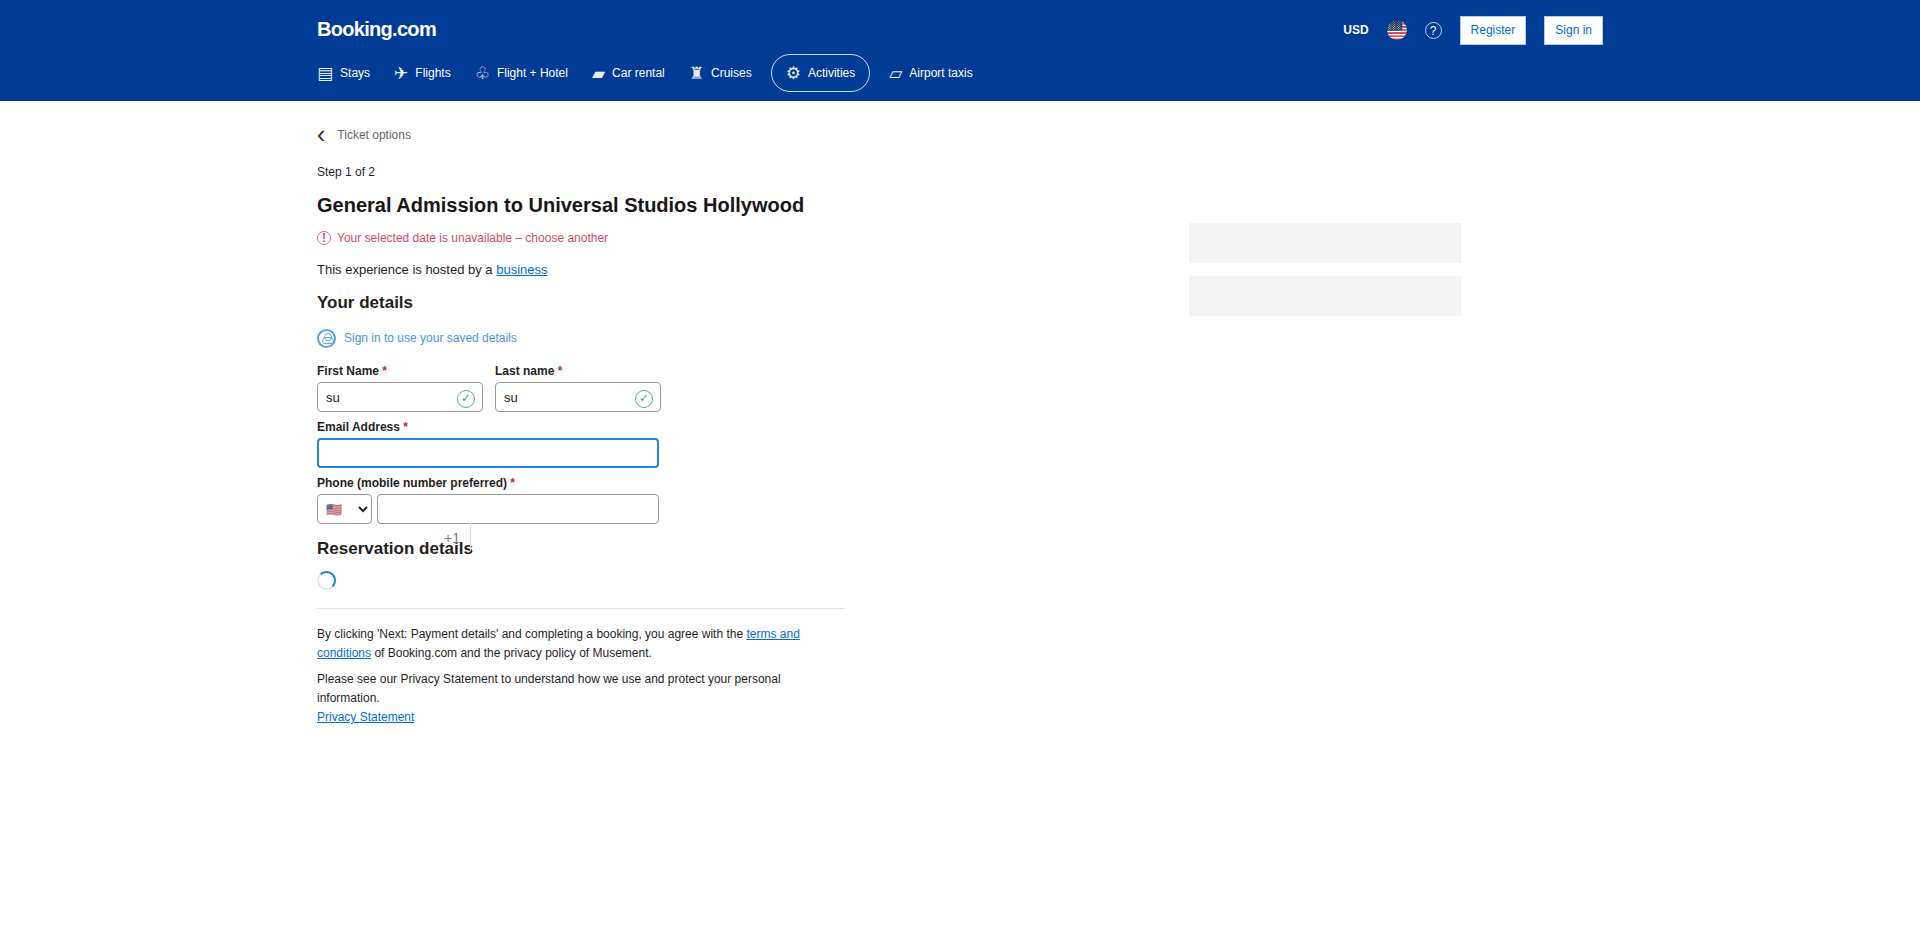 Booking.com
USD
Register
Sign in
Stays
Flights
Flight + Hotel
Car rental
Cruises
Activities
Airport taxis
Ticket options
Step 1 of 2
General Admission to Universal Studios Hollywood
Your selected date is unavailable – choose another
This experience is hosted by a business
Your details
Sign in to use your saved details
First Name *
Last name *
su
su
Email Address *
Phone (mobile number preferred) *
+1
Reservation details
By clicking 'Next: Payment details' and completing a booking, you agree with the terms and
conditions of Booking.com and the privacy policy of Musement.
Please see our Privacy Statement to understand how we use and protect your personal
information.
Privacy Statement